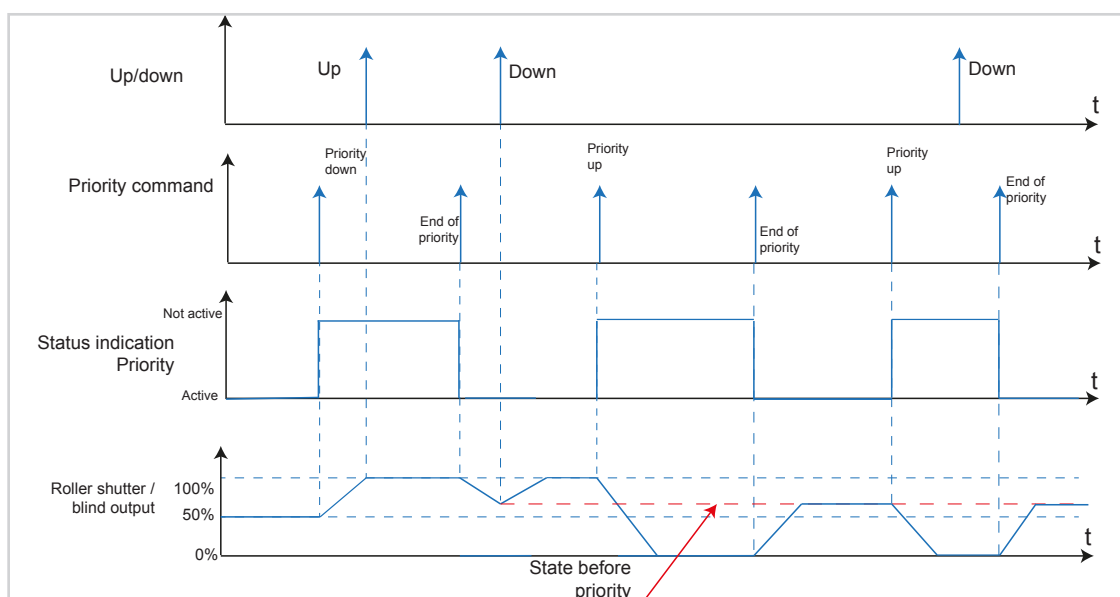 Up/down
Up
Down
Down
t
Priority command
Priority
down
End of
priority
Priority
up
End of
priority
Priority
up
End of
priority
t
Status indication
Priority
Not active
Active
t
Roller shutter /
blind output
100%
50%
0%
t
State before
priority